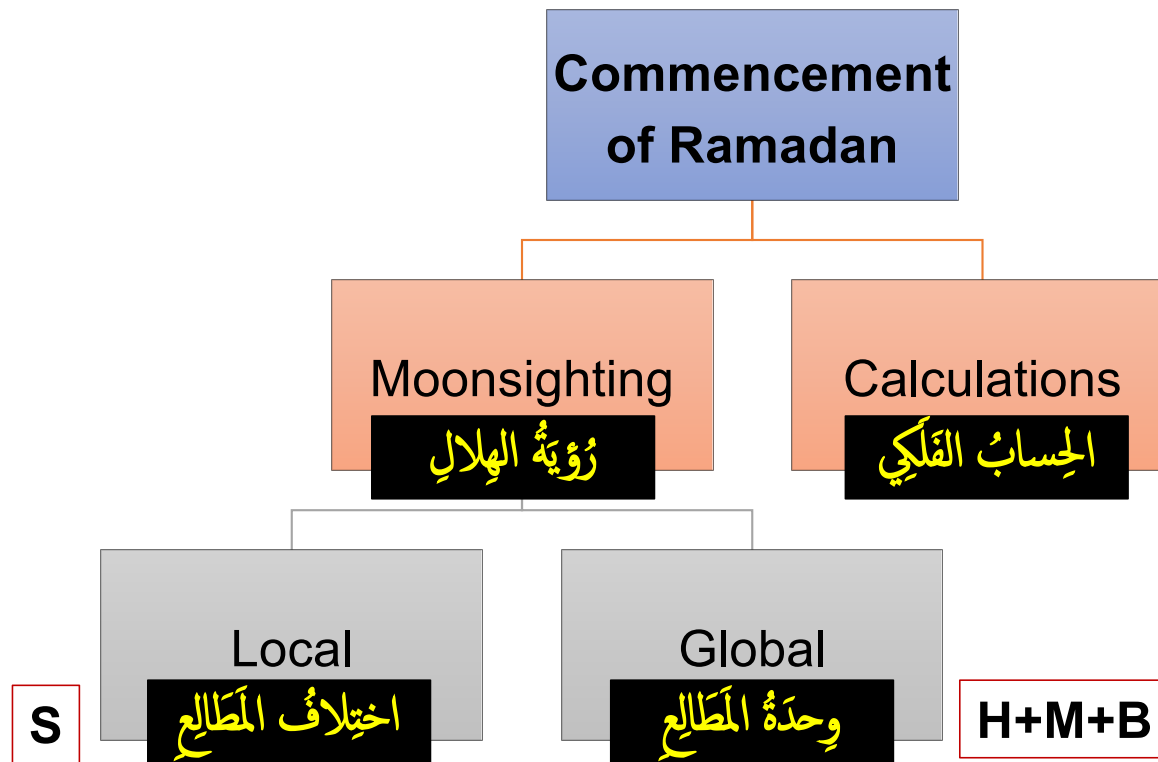 Commencement
of Ramadan
Moonsighting
رُؤيَةُ الهِلالِ
Calculations
الحِسابُ الفَلَكِي
Local
اختِلافُ المَطَالِعِ
S
Global
وِحدَةُ المَطَالِعِ
H+M+B